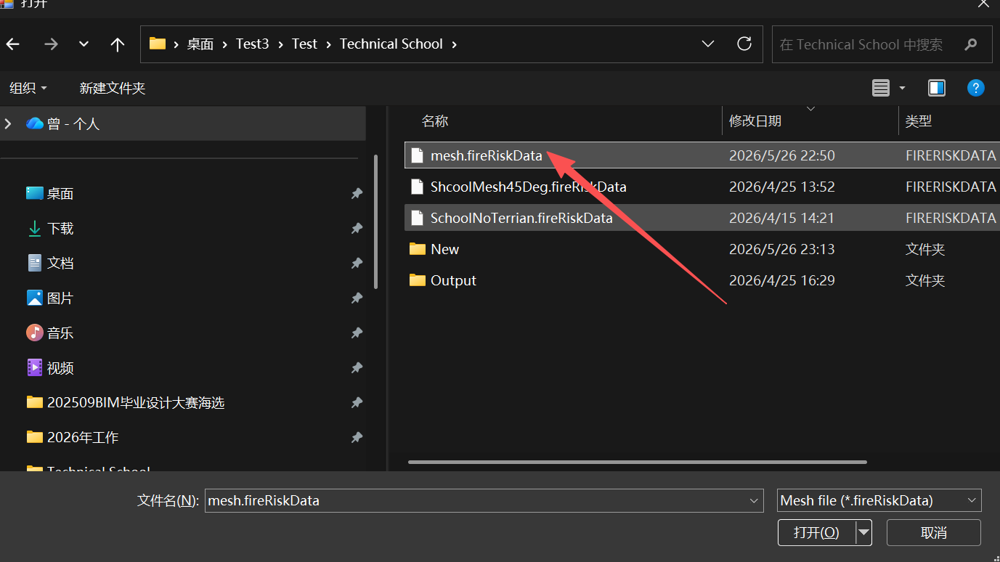 打开
桌面 Test3 Test Technical School
在 Technical School 中搜索
组织 新建文件夹
?
曾 - 个人
桌面
下载
文档
图片
音乐
视频
202509BIM毕业设计大赛海选
2026年工作
Technical School
名称 修改日期 类型
mesh.fireRiskData 2026/5/26 22:50 FIRERISKDATA
ShcoolMesh45Deg.fireRiskData 2026/4/25 13:52 FIRERISKDATA
SchoolNoTerrian.fireRiskData 2026/4/15 14:21 FIRERISKDATA
New 2026/5/26 23:13 文件夹
Output 2026/4/25 16:29 文件夹
文件名(N): mesh.fireRiskData Mesh file (*.fireRiskData)
打开(O) 取消